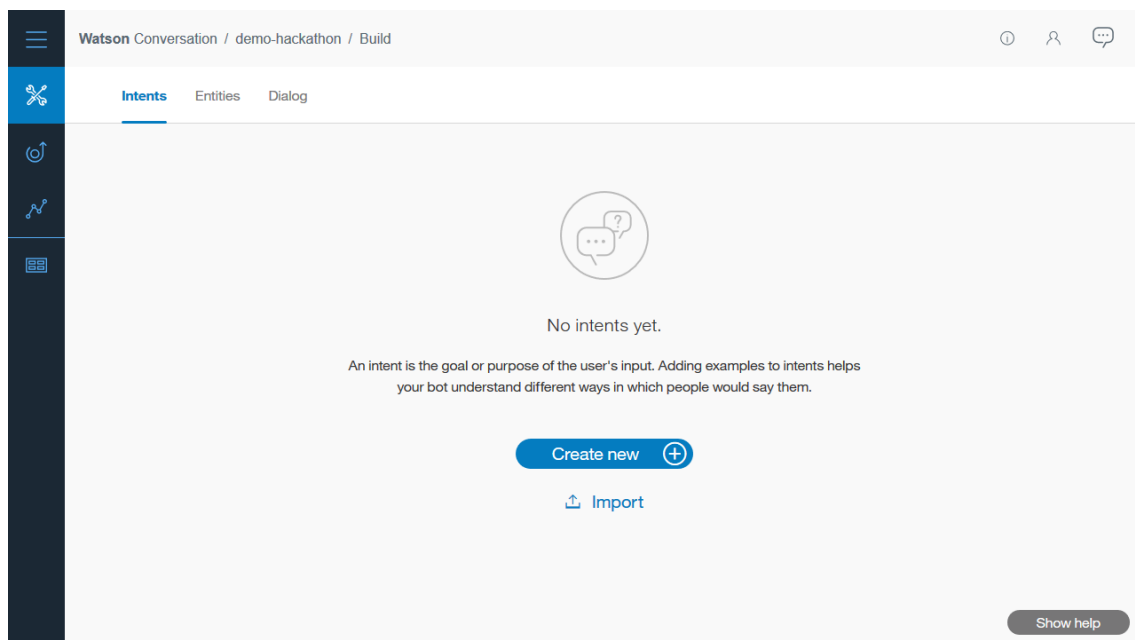 Watson Conversation / demo-hackathon / Build
Intents Entities Dialog
No intents yet.
An intent is the goal or purpose of the user's input. Adding examples to intents helps
your bot understand different ways in which people would say them.
Create new
Import
Show help